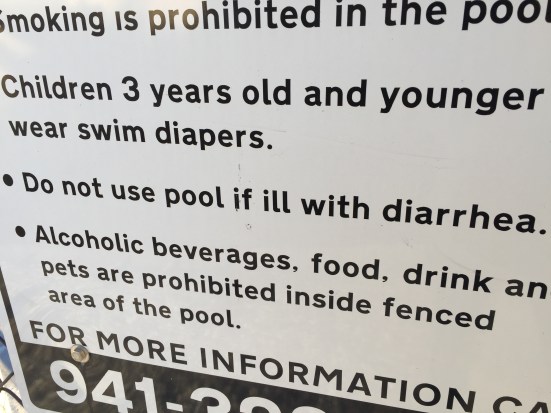 Smoking is prohibited in the pool
Children 3 years old and younger
wear swim diapers.
• Do not use pool if ill with diarrhea.
• Alcoholic beverages, food, drink an
pets are prohibited inside fenced
area of the pool.
FOR MORE INFORMATION CA
941-